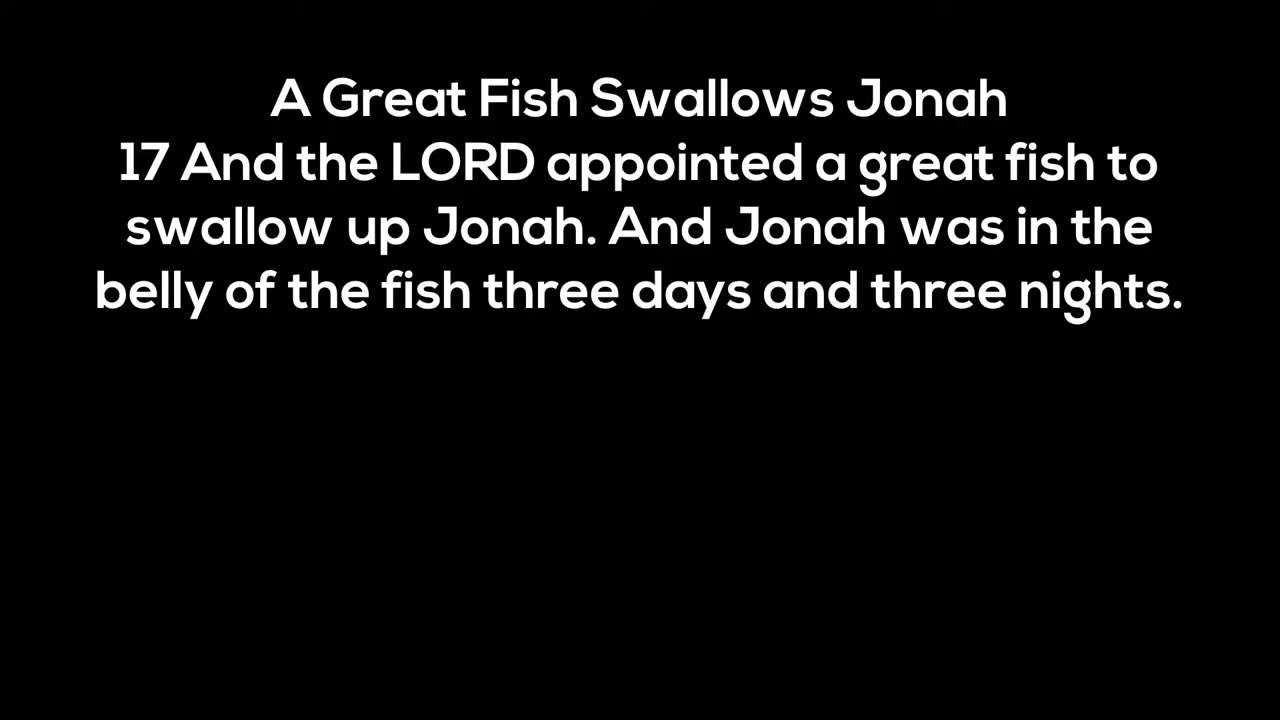 A Great Fish Swallows Jonah
17 And the LORD appointed a great fish to
swallow up Jonah. And Jonah was in the
belly of the fish three days and three nights.